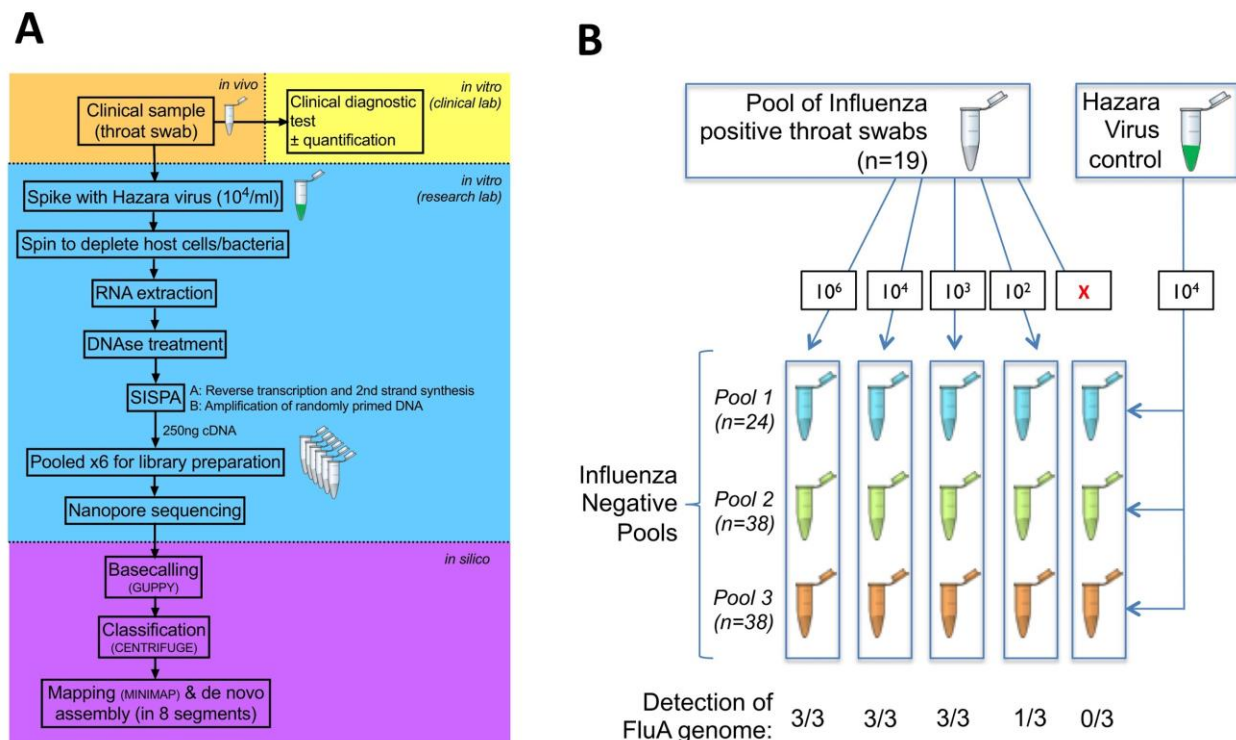 A
in vivo
Clinical sample
(throat swab)
in vitro
(clinical lab)
Clinical diagnostic
test
± quantification
in vitro
(research lab)
Spike with Hazara virus (10⁴/ml)
Spin to deplete host cells/bacteria
RNA extraction
DNAse treatment
SISPA
A: Reverse transcription and 2nd strand synthesis
B: Amplification of randomly primed DNA
250ng cDNA
Pooled x6 for library preparation
Nanopore sequencing
in silico
Basecalling
(GUPPY)
Classification
(CENTRIFUGE)
Mapping (MINIMAP) & de novo
assembly (in 8 segments)
B
Pool of Influenza
positive throat swabs
(n=19)
Hazara
Virus
control
10⁶ 10⁴ 10³ 10² X 10⁴
Influenza
Negative
Pools
Pool 1
(n=24)
Pool 2
(n=38)
Pool 3
(n=38)
Detection of
FluA genome: 3/3 3/3 3/3 1/3 0/3